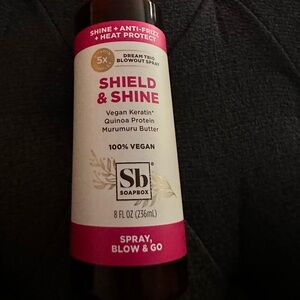 SHINE + ANTI-FRIZZ
+ HEAT PROTECT
5x
DREAM TRIO
BLOWOUT SPRAY
SHIELD
& SHINE
Vegan Keratin*
Quinoa Protein
Murumuru Butter
100% VEGAN
Sb
SOAPBOX
8 FL OZ (236mL)
SPRAY,
BLOW & GO